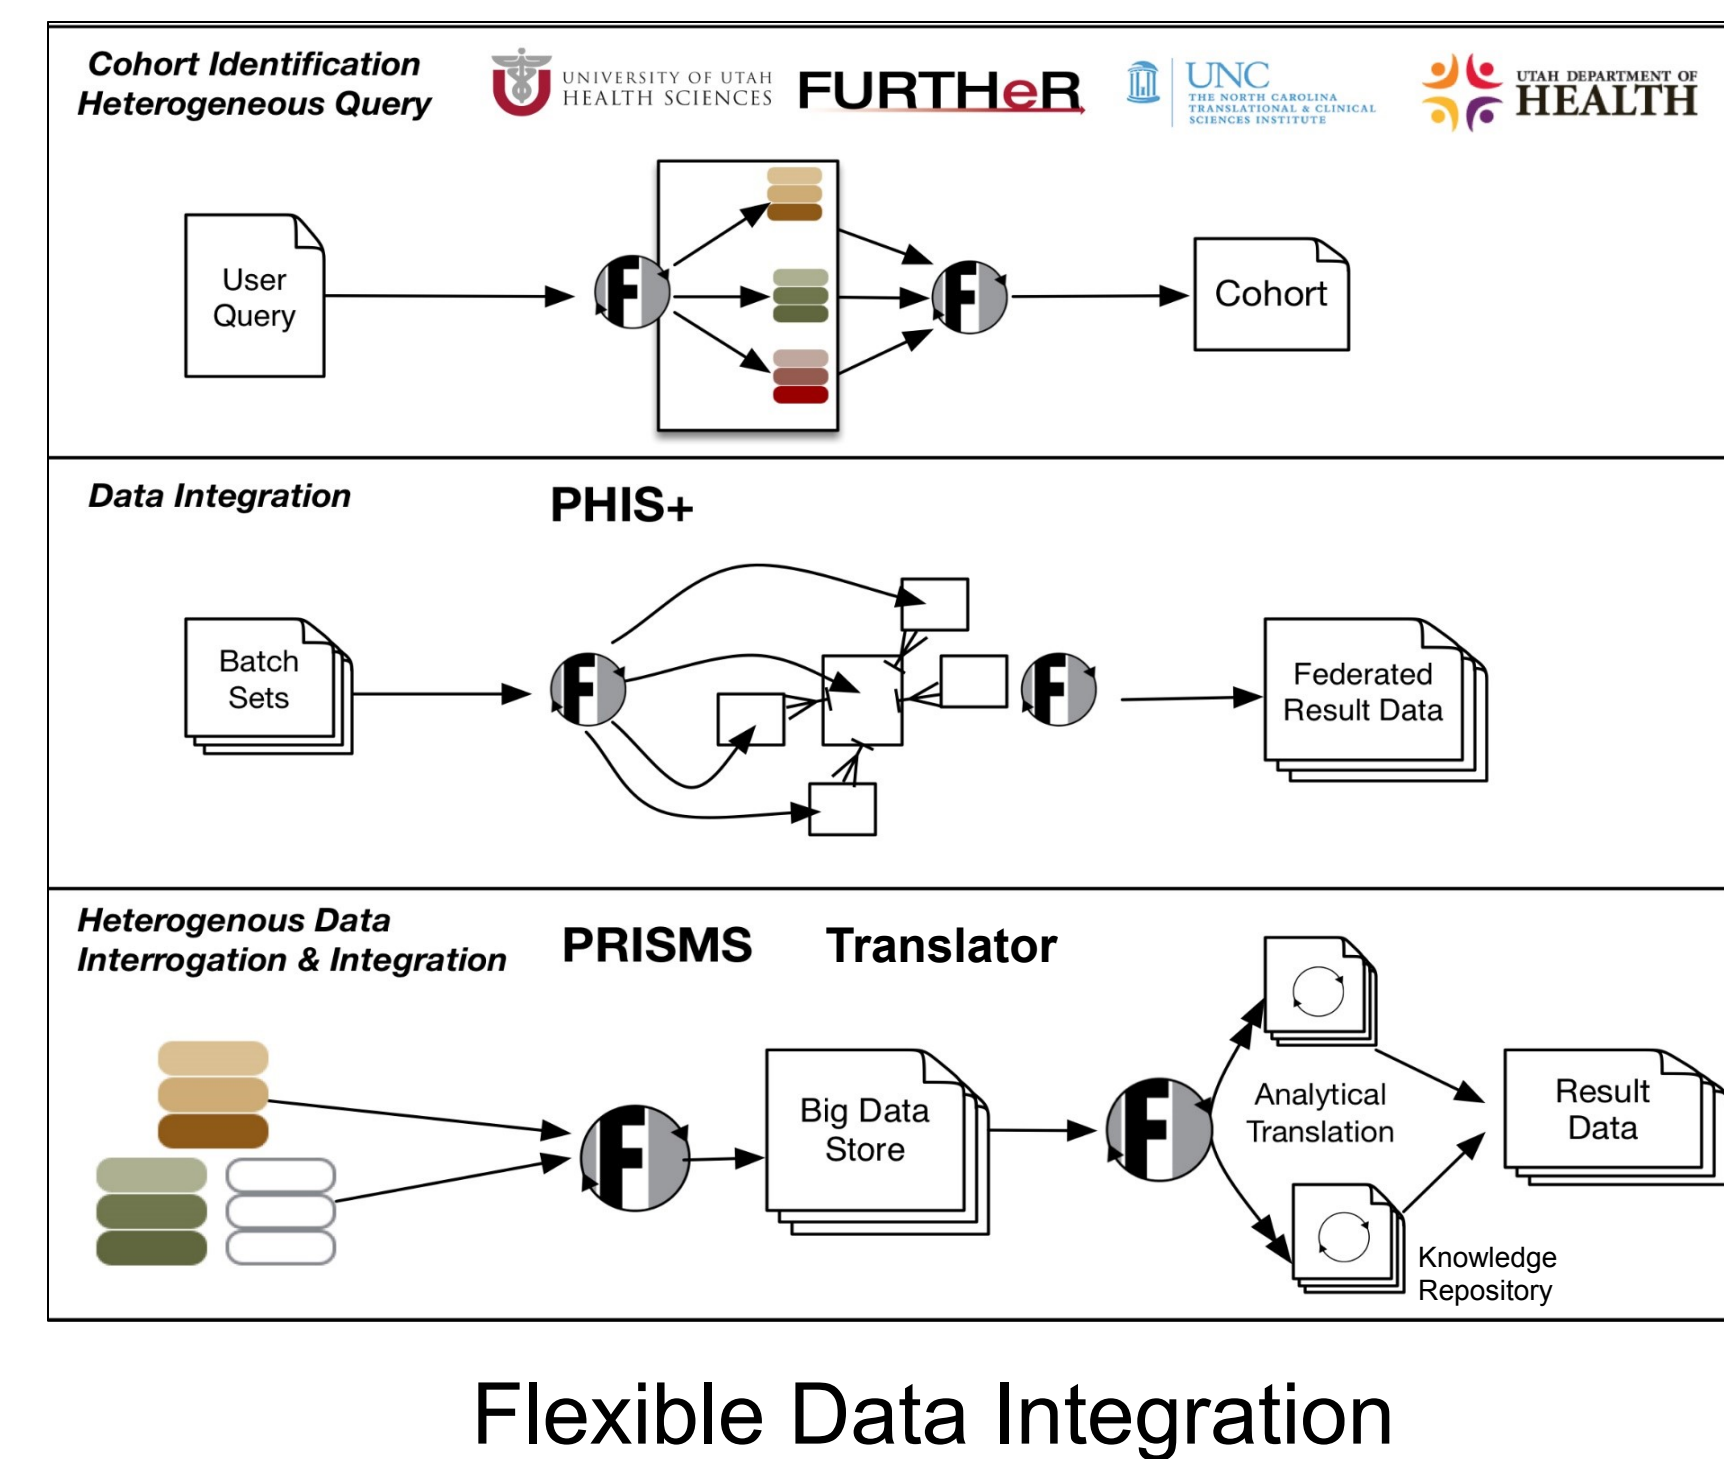 Cohort Identification
Heterogeneous Query
UNIVERSITY OF UTAH
HEALTH SCIENCES
FURTHeR
UNC
THE NORTH CAROLINA
TRANSLATIONAL & CLINICAL
SCIENCES INSTITUTE
UTAH DEPARTMENT OF
HEALTH
User
Query
F
F
Cohort
Data Integration
PHIS+
Batch
Sets
F
F
Federated
Result Data
Heterogenous Data
Interrogation & Integration
PRISMS
Translator
F
Big Data
Store
F
Analytical
Translation
Result
Data
Knowledge
Repository
Flexible Data Integration